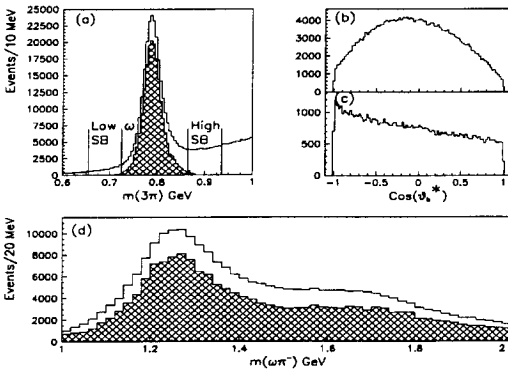 Events/10 MeV
25000
22500
20000
17500
15000
12500
10000
7500
5000
2500
0
(a)
Low SB
ω
High SB
0.6 0.7 0.8 0.9 1
m(3π) GeV
(b)
4000
3000
2000
1000
0
(c)
1000
500
0
-1 -0.5 0 0.5 1
Cos(ϑ_b*)
Events/20 MeV
(d)
10000
8000
6000
4000
2000
0
1. 1.2 1.4 1.6 1.8 2.
m(ωπ⁻) GeV